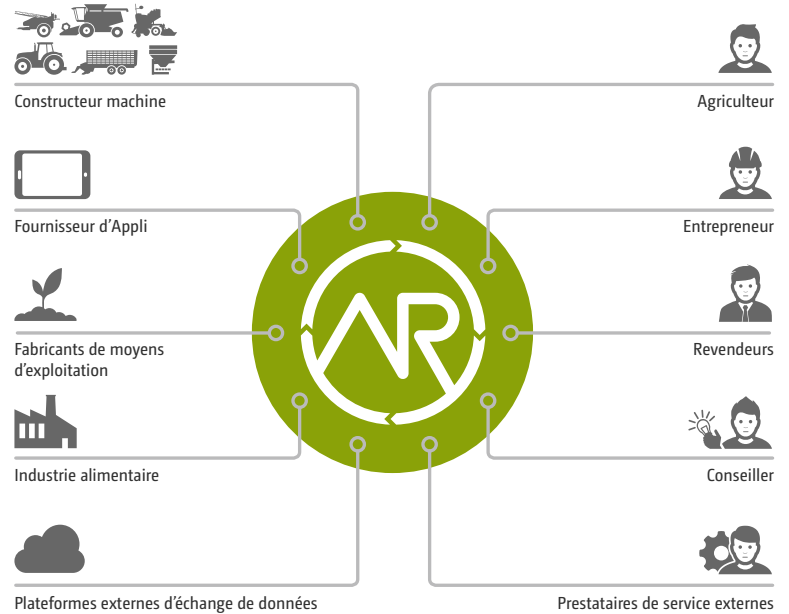 Constructeur machine
Agriculteur
Fournisseur d'Appli
Entrepreneur
AR
Fabricants de moyens
d'exploitation
Revendeurs
Industrie alimentaire
Conseiller
Plateformes externes d'échange de données
Prestataires de service externes